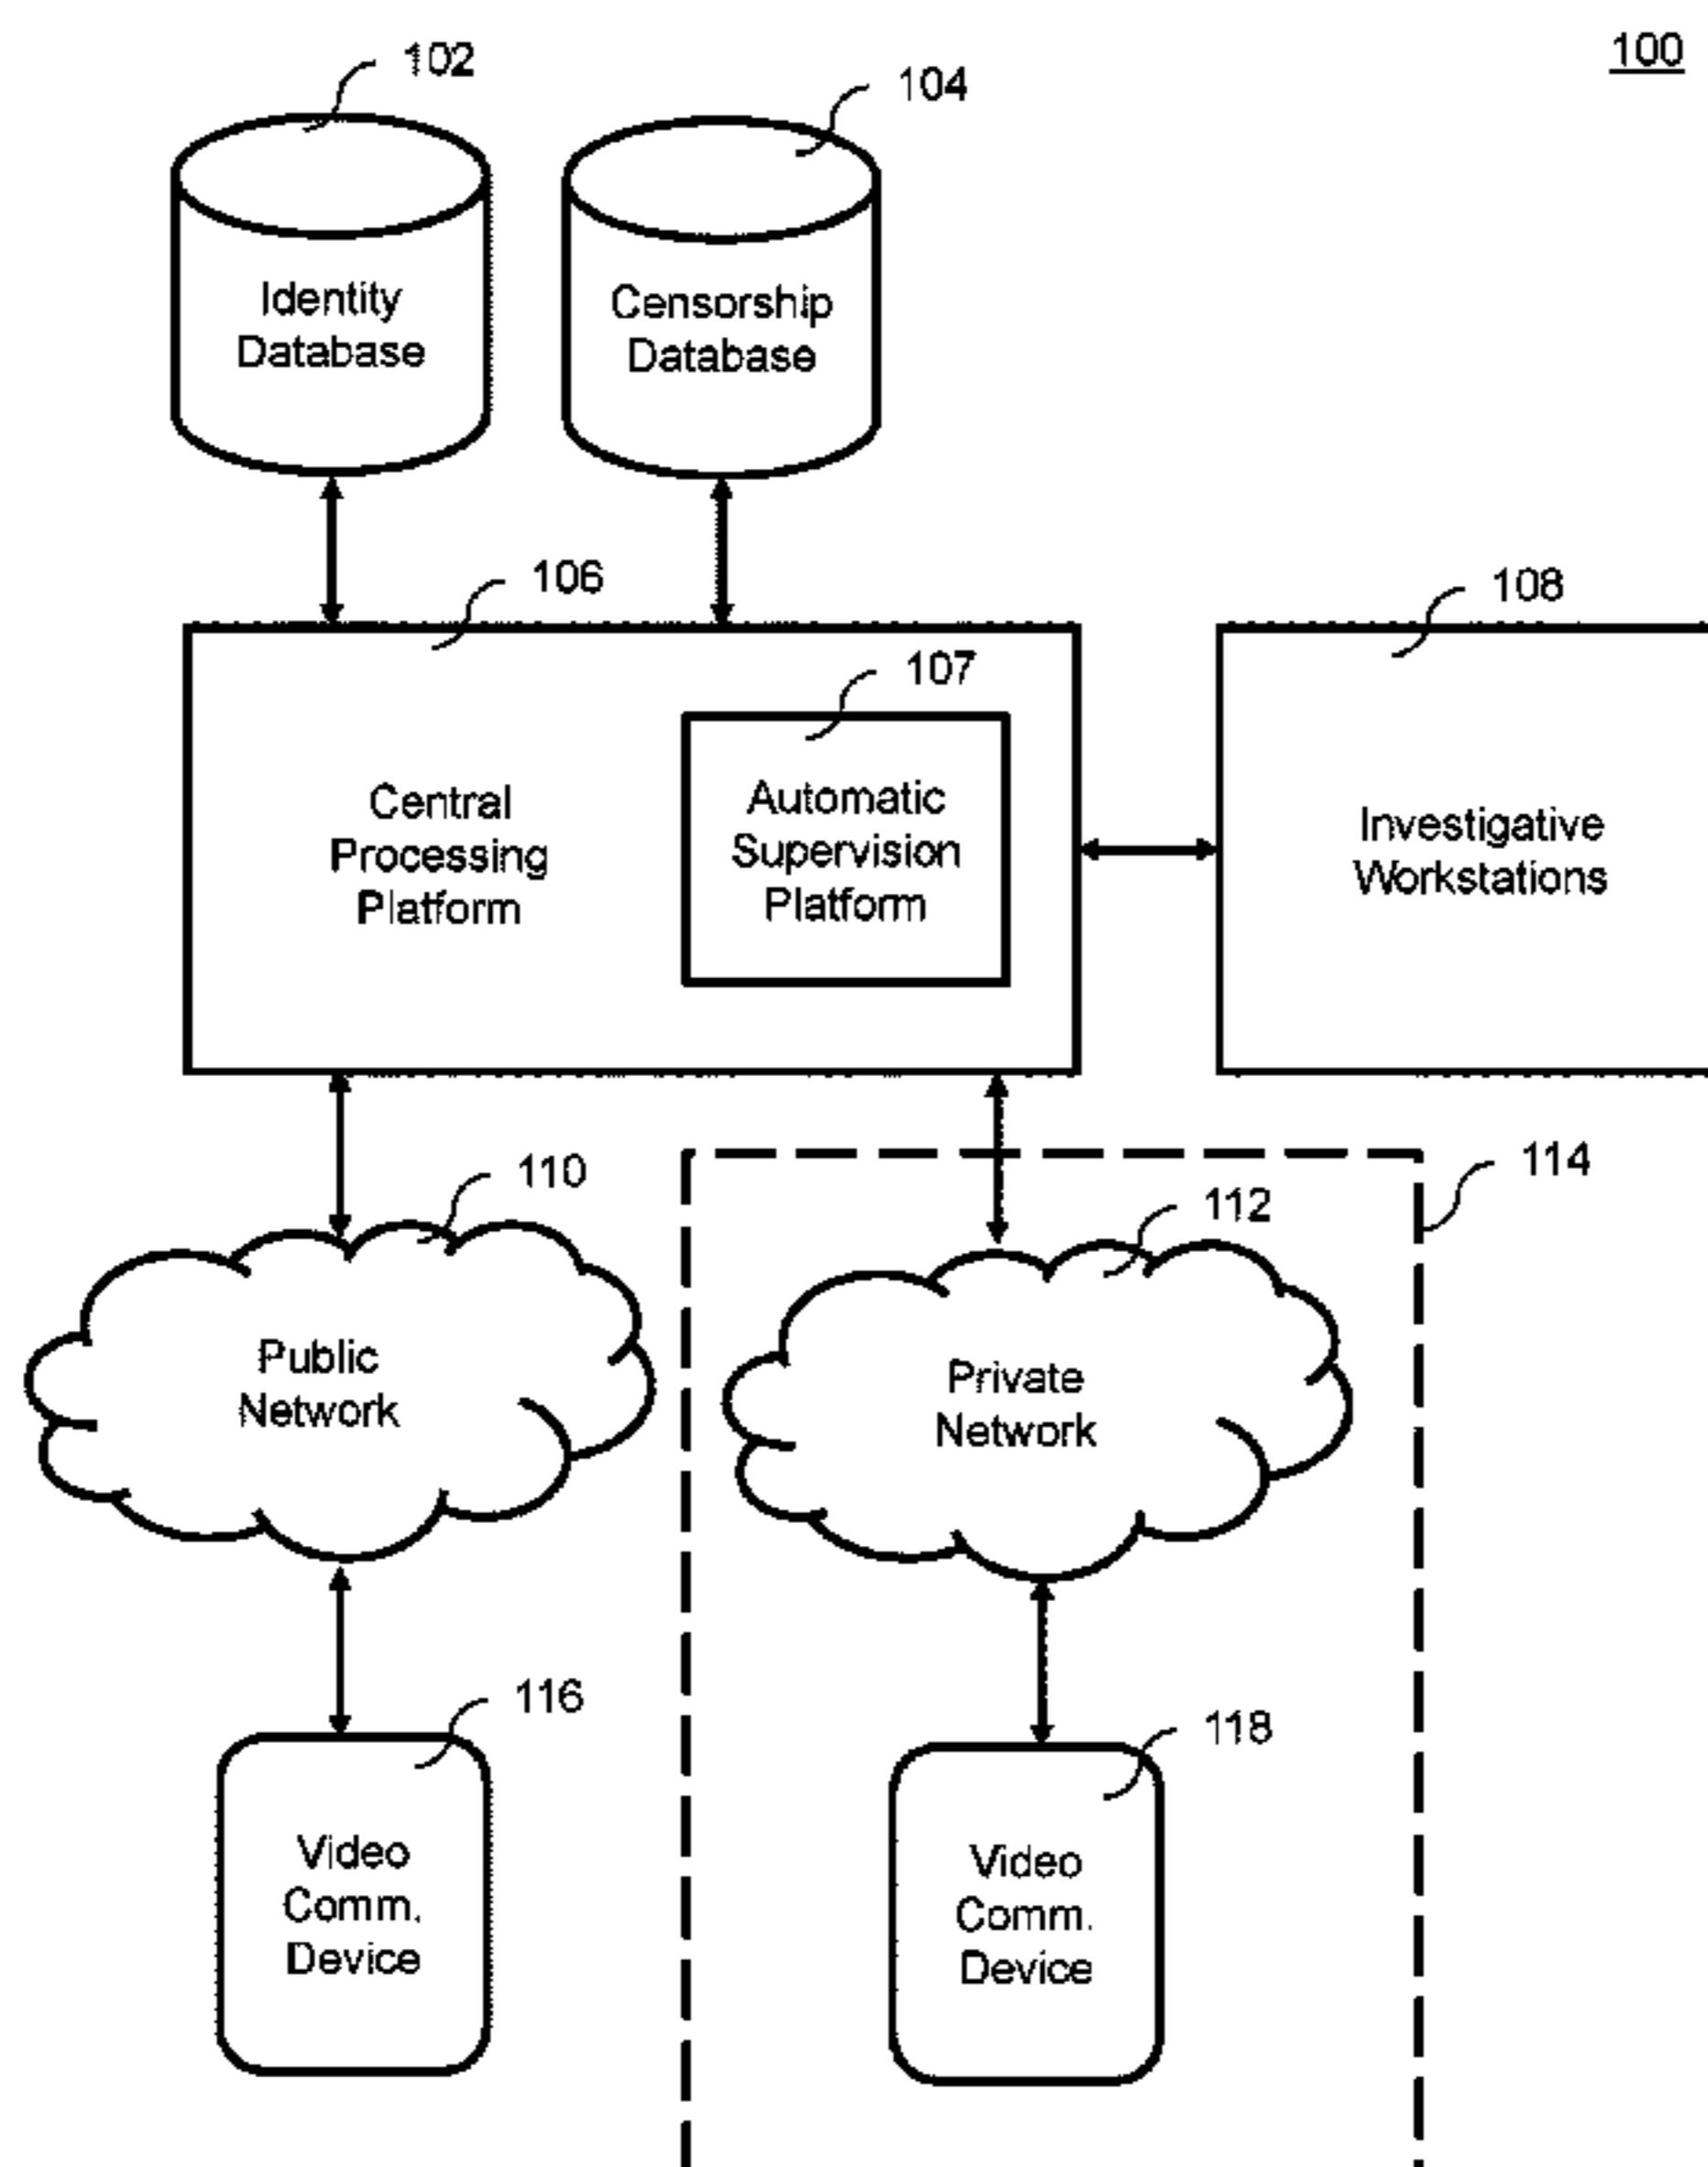 100
102
104
Identity
Database
Censorship
Database
106
108
107
Central
Processing
Platform
Automatic
Supervision
Platform
Investigative
Workstations
110
114
112
Public
Network
Private
Network
116
118
Video
Comm.
Device
Video
Comm.
Device